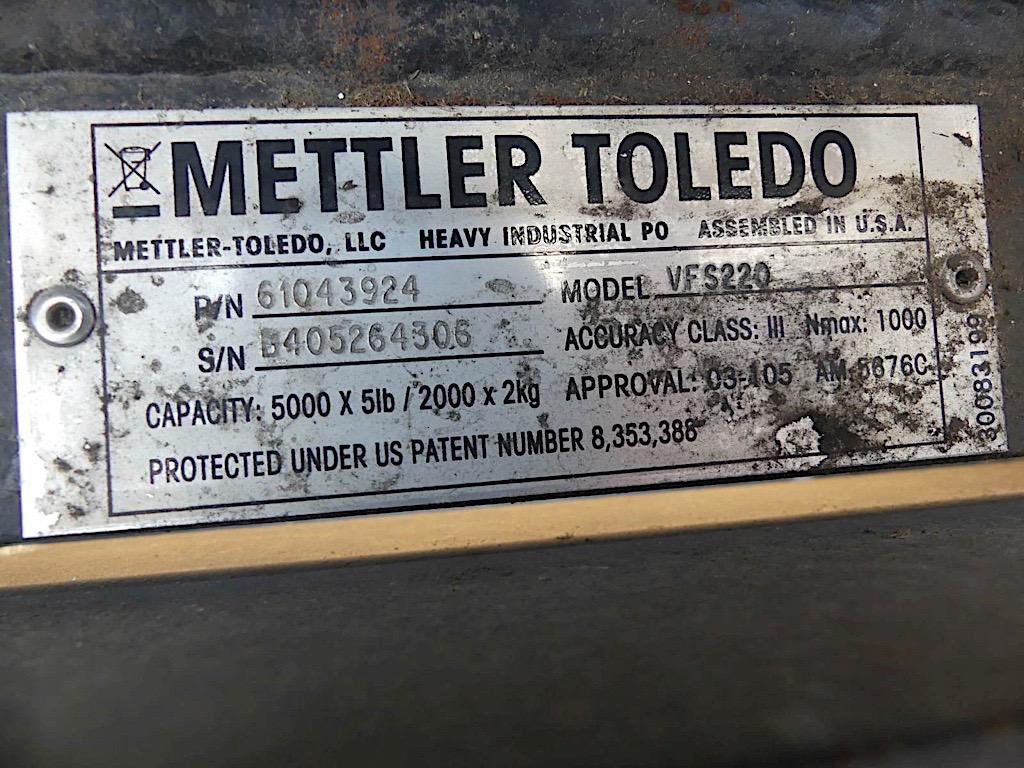 METTLER TOLEDO
METTLER-TOLEDO, LLC HEAVY INDUSTRIAL PO ASSEMBLED IN U.S.A.
P/N 61043924 MODEL VFS220
S/N B405264306 ACCURACY CLASS: III Nmax: 1000
CAPACITY: 5000 X 5lb / 2000 x 2kg APPROVAL: 03-105 AM-5676C
PROTECTED UNDER US PATENT NUMBER 8,353,388
30083199